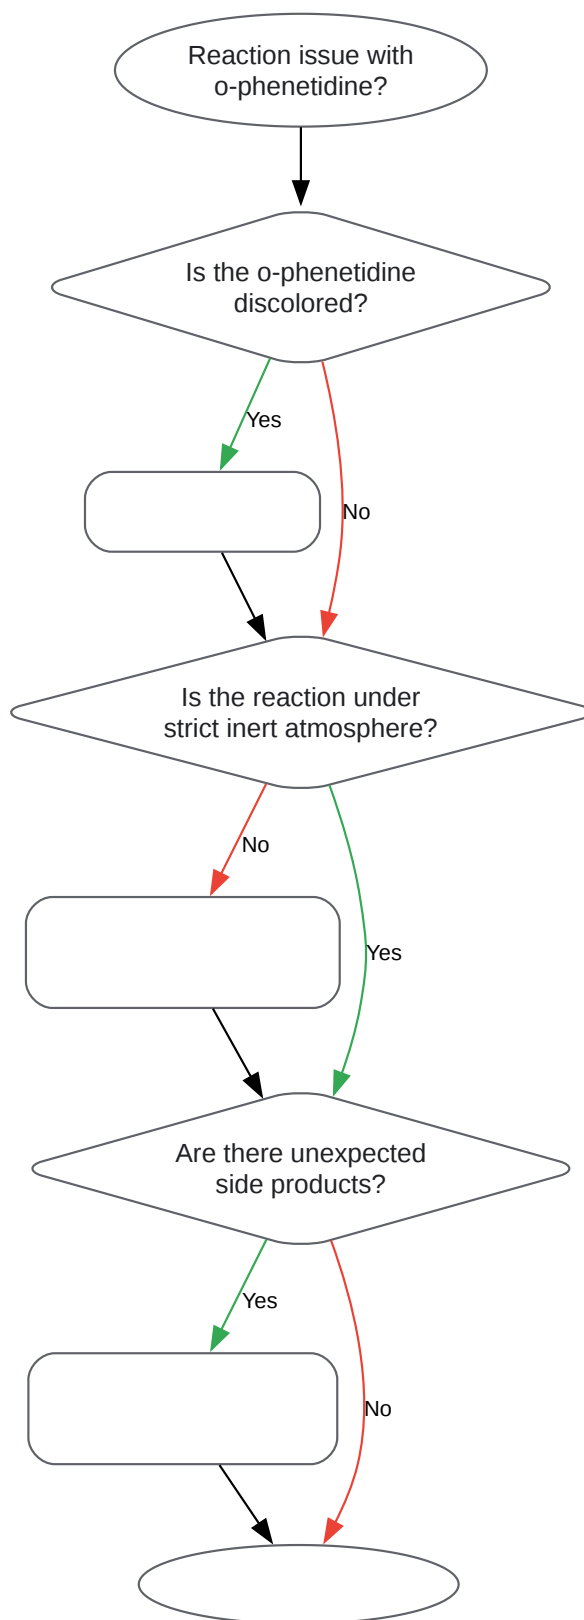 Reaction issue with
o-phenetidine?
Is the o-phenetidine
discolored?
Yes
No
Is the reaction under
strict inert atmosphere?
No
Yes
Are there unexpected
side products?
Yes
No